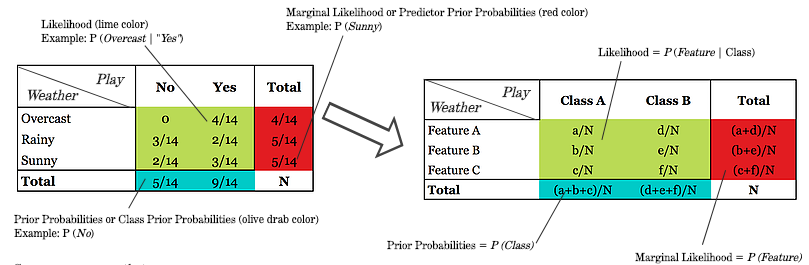 Marginal Likelihood or Predictor Prior Probabilities (red color)
Example: P (Sunny)
Likelihood (lime color)
Example: P (Overcast | "Yes")
Play
Weather
No Yes Total
Overcast 0 4/14 4/14
Rainy 3/14 2/14 5/14
Sunny 2/14 3/14 5/14
Total 5/14 9/14 N
Prior Probabilities or Class Prior Probabilities (olive drab color)
Example: P (No)
Likelihood = P (Feature | Class)
Play
Weather
Class A Class B Total
Feature A a/N d/N (a+d)/N
Feature B b/N e/N (b+e)/N
Feature C c/N f/N (c+f)/N
Total (a+b+c)/N (d+e+f)/N N
Prior Probabilities = P (Class)
Marginal Likelihood = P (Feature)